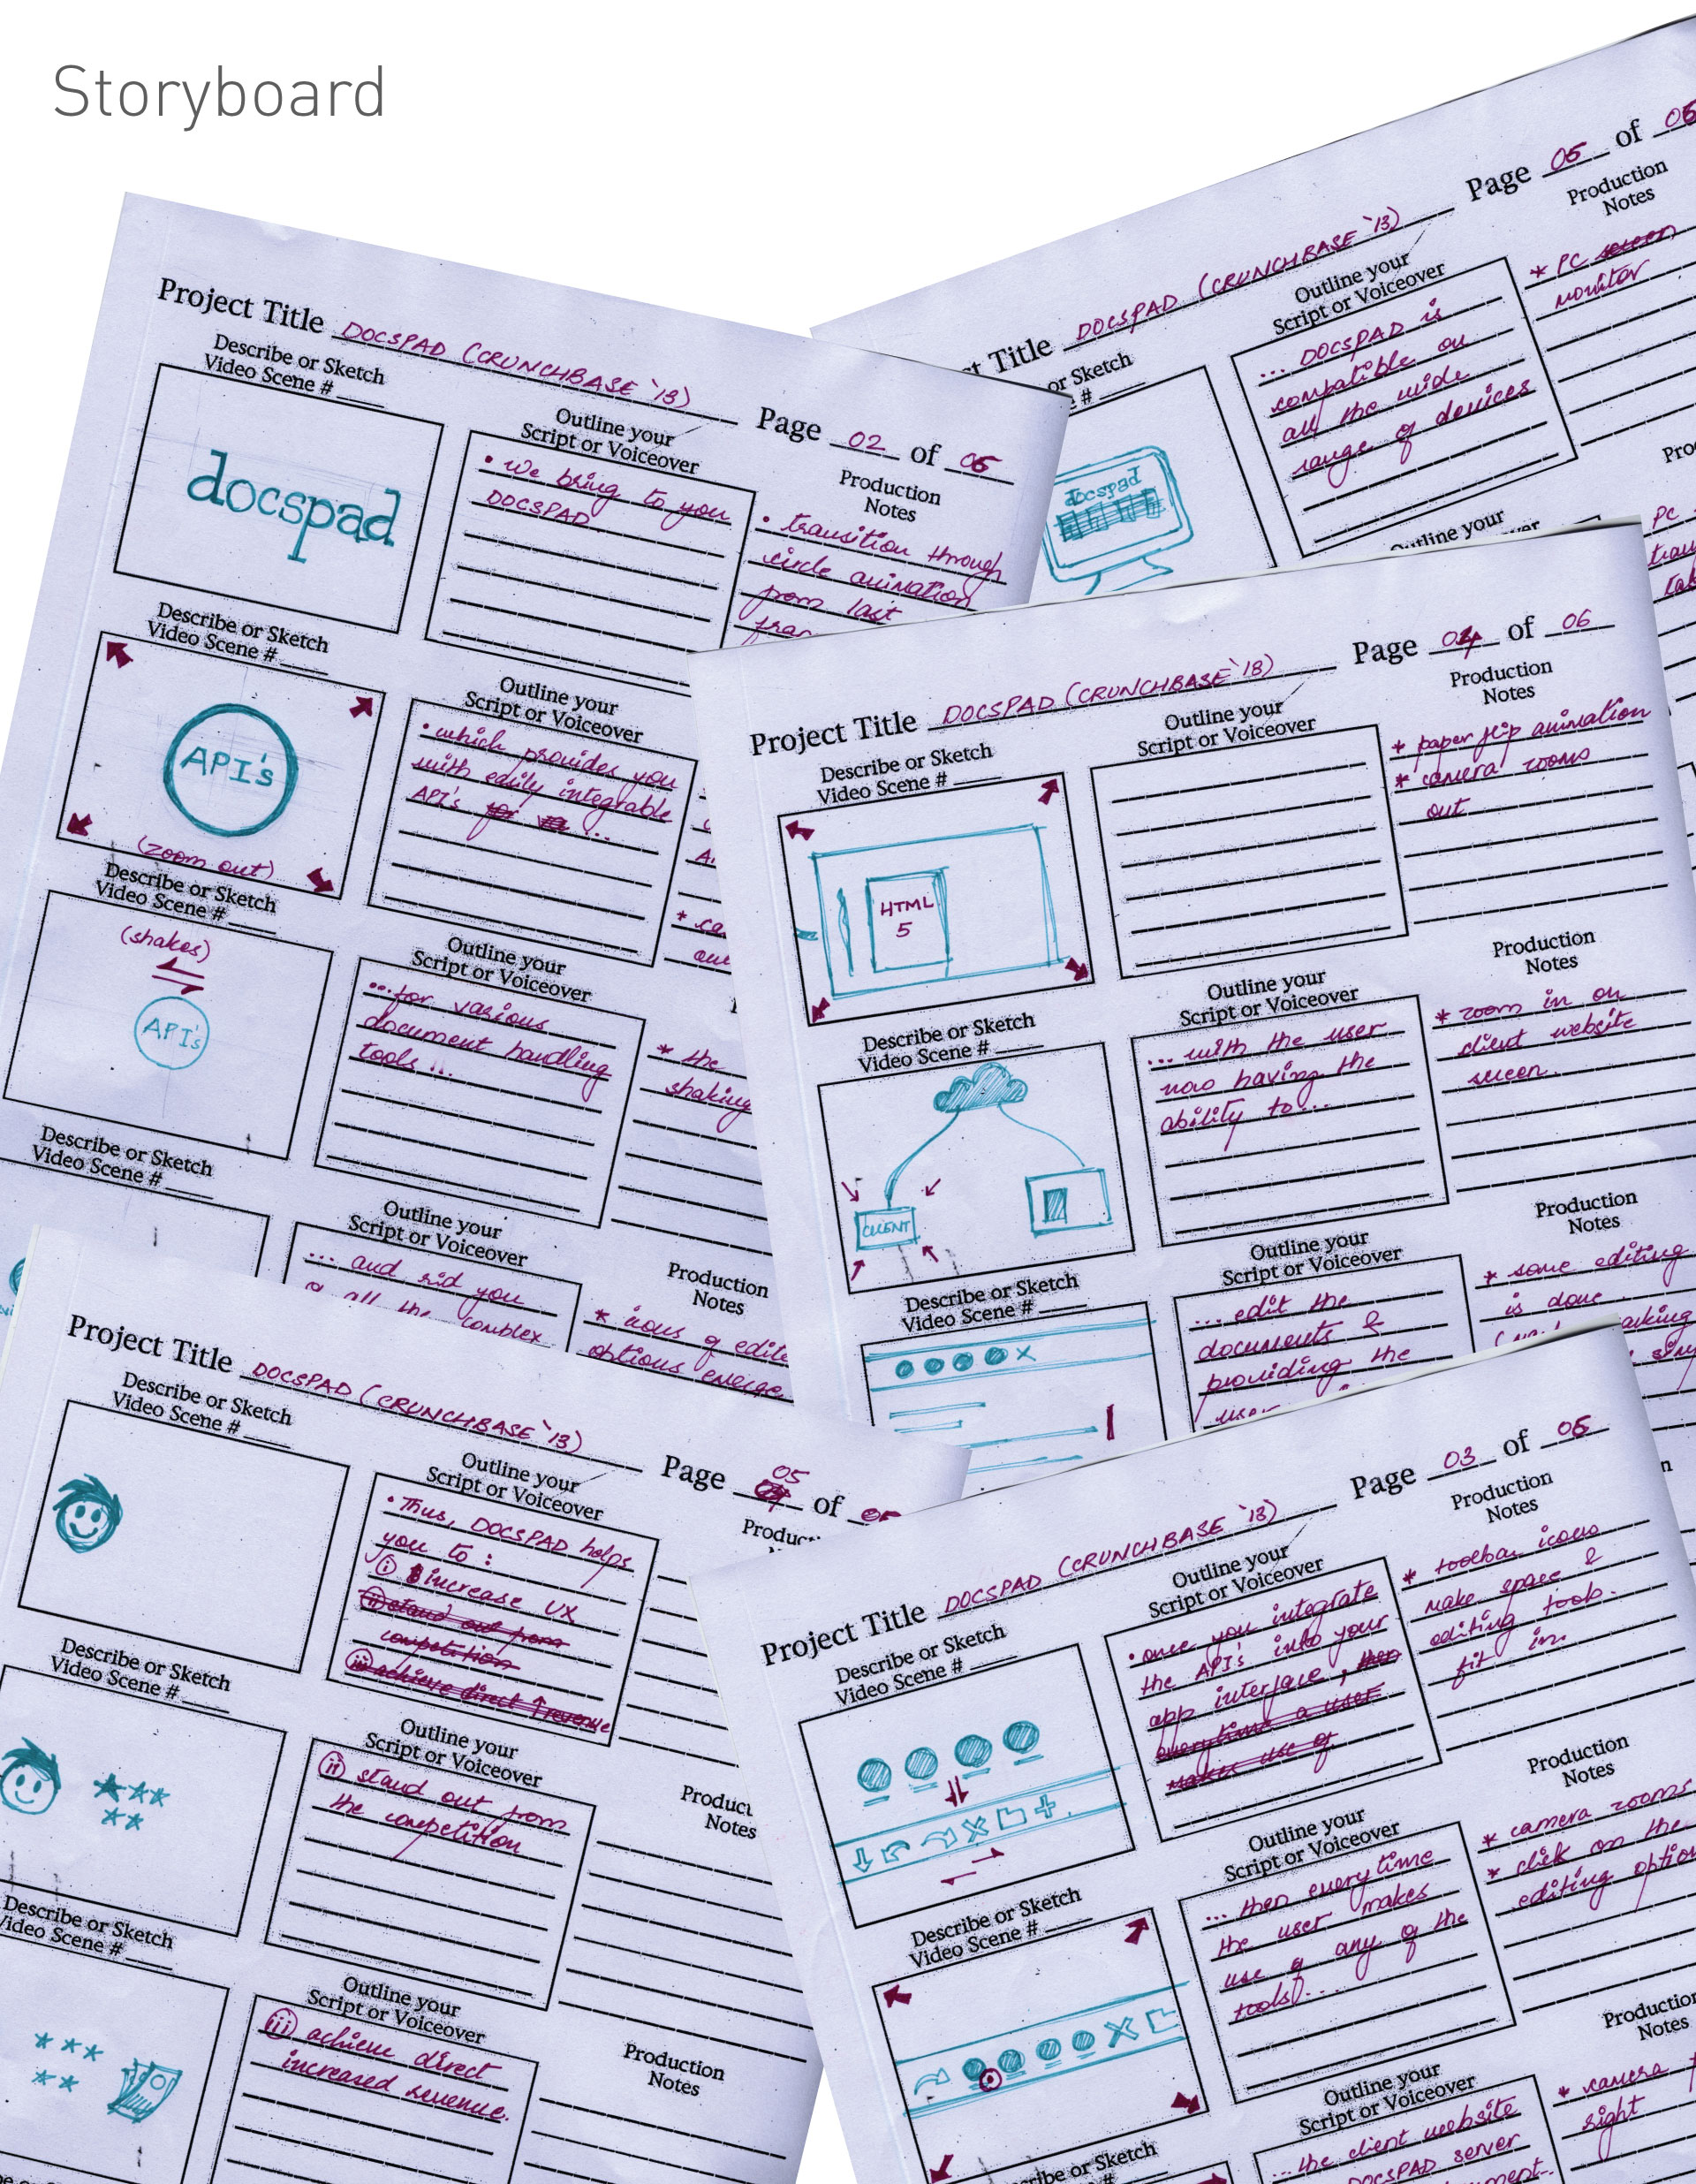 Storyboard
Project Title DOCSPAD (CRUNCHBASE '13)
Page 02 of 06
Describe or Sketch
Video Scene #
docspad
Outline your
Script or Voiceover
• We bring to you
DOCSPAD
Production
Notes
• transition through
circle animation
from last
Describe or Sketch
Video Scene #
API's
(zoom out)
Outline your
Script or Voiceover
• which provides you
with edily integrable
API's for ...
Describe or Sketch
Video Scene #
(shakes)
API's
Outline your
Script or Voiceover
...for various
document handling
tools ...
* the
shaking
Describe or Sketch
Video Scene #
Outline your
Script or Voiceover
... and rid you
all the complex
Production
Notes
* icons of edit
options emerge
Title DOCSPAD (CRUNCHBASE '13)
Page 05 of 06
or Sketch
#
docspad
Outline your
Script or Voiceover
... DOCSPAD is
compatible on
all the wide
range of devices
Production
Notes
* PC screen
monitor
Outline your
PC
Project Title DOCSPAD (CRUNCHBASE '13)
Page 04 of 06
Describe or Sketch
Video Scene #
HTML
5
Outline your
Script or Voiceover
Production
Notes
* paper flip animation
* camera zooms
out
Describe or Sketch
Video Scene #
CLIENT
Outline your
Script or Voiceover
... with the user
now having the
ability to...
Production
Notes
* zoom in on
client website
screen.
Describe or Sketch
Video Scene #
Outline your
Script or Voiceover
... edit the
documents &
providing the
user
Production
Notes
* some editing
is done
Project Title DOCSPAD (CRUNCHBASE '13)
Page 05 of
Describe or Sketch
Video Scene #
Outline your
Script or Voiceover
• Thus, DOCSPAD helps
you to :
(i) increase UX
(ii) stand out from
competition
(iii) achieve direct ↑ revenue
Describe or Sketch
Video Scene #
Outline your
Script or Voiceover
(ii) stand out from
the competition
Notes
Describe or Sketch
Video Scene #
Outline your
Script or Voiceover
(iii) achieve direct
increased revenue.
Production
Notes
Project Title DOCSPAD (CRUNCHBASE '13)
Page 03 of 06
Describe or Sketch
Video Scene #
Outline your
Script or Voiceover
• once you integrate
the API's into your
app interface, then
everytime a user
makes use of
Production
Notes
* toolbar icons
make space &
editing tools.
fit in.
Describe or Sketch
Video Scene #
Outline your
Script or Voiceover
... then everytime
the user makes
use of any of the
tools)...
Production
Notes
* camera zooms
* click on the
editing option
Outline your
Script or Voiceover
... the client website
DOCSPAD server
Production
Notes
* camera
right